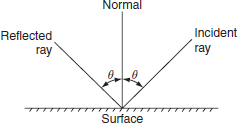 Normal
Reflected
ray
Incident
ray
θ θ
Surface